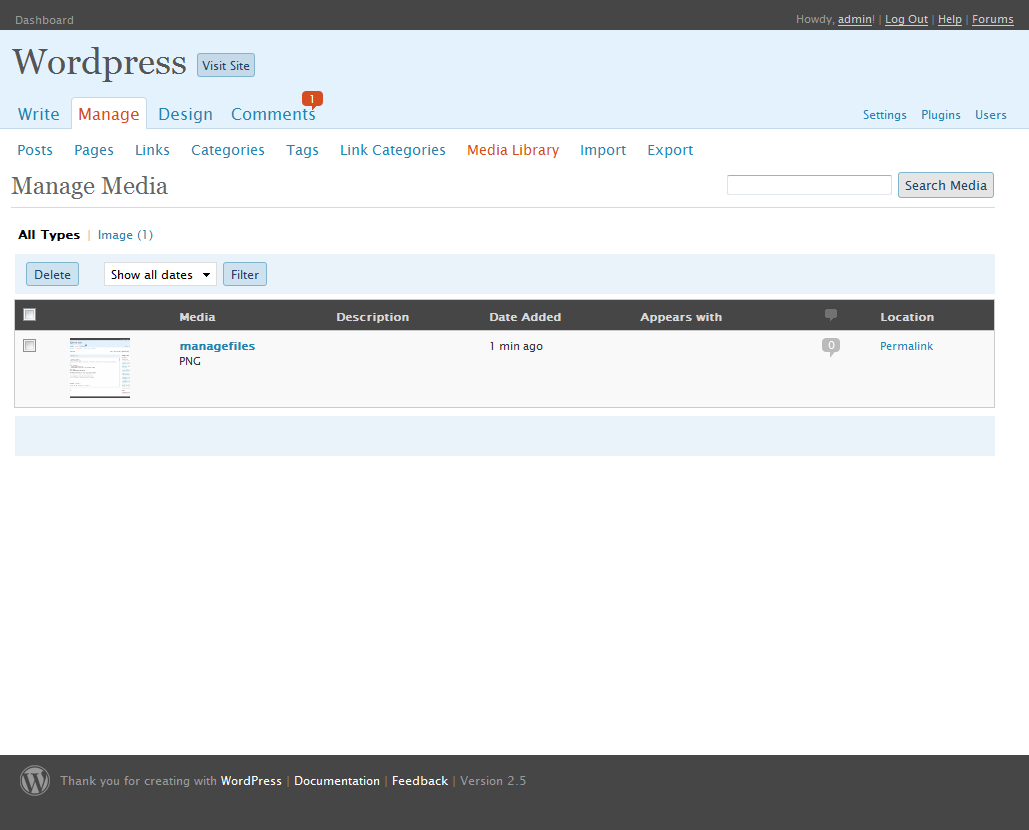 Dashboard Howdy, admin! | Log Out | Help | Forums
Wordpress Visit Site
1
Write Manage Design Comments Settings Plugins Users
Posts Pages Links Categories Tags Link Categories Media Library Import Export
Manage Media Search Media
All Types | Image (1)
Delete Show all dates Filter
Media Description Date Added Appears with Location
managefiles 1 min ago 0 Permalink
PNG
Thank you for creating with WordPress | Documentation | Feedback | Version 2.5